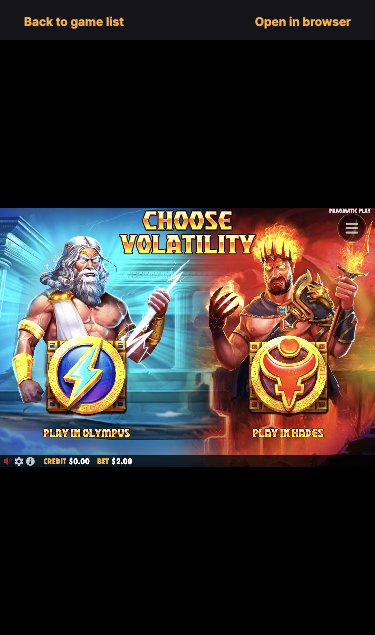 Back to game list
Open in browser
PRAGMATIC PLAY
CHOOSE
VOLATILITY
PLAY IN OLYMPUS
PLAY IN HADES
CREDIT $0.00 BET $2.00